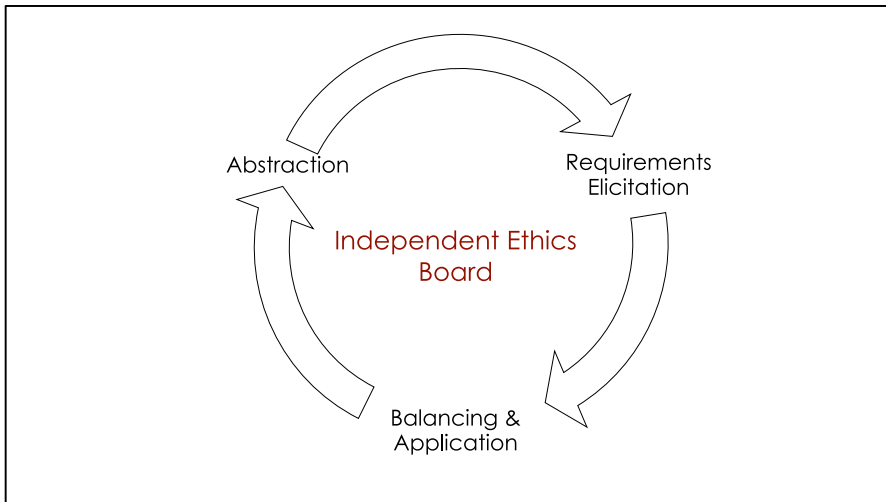 Abstraction
Requirements
Elicitation
Independent Ethics
Board
Balancing &
Application